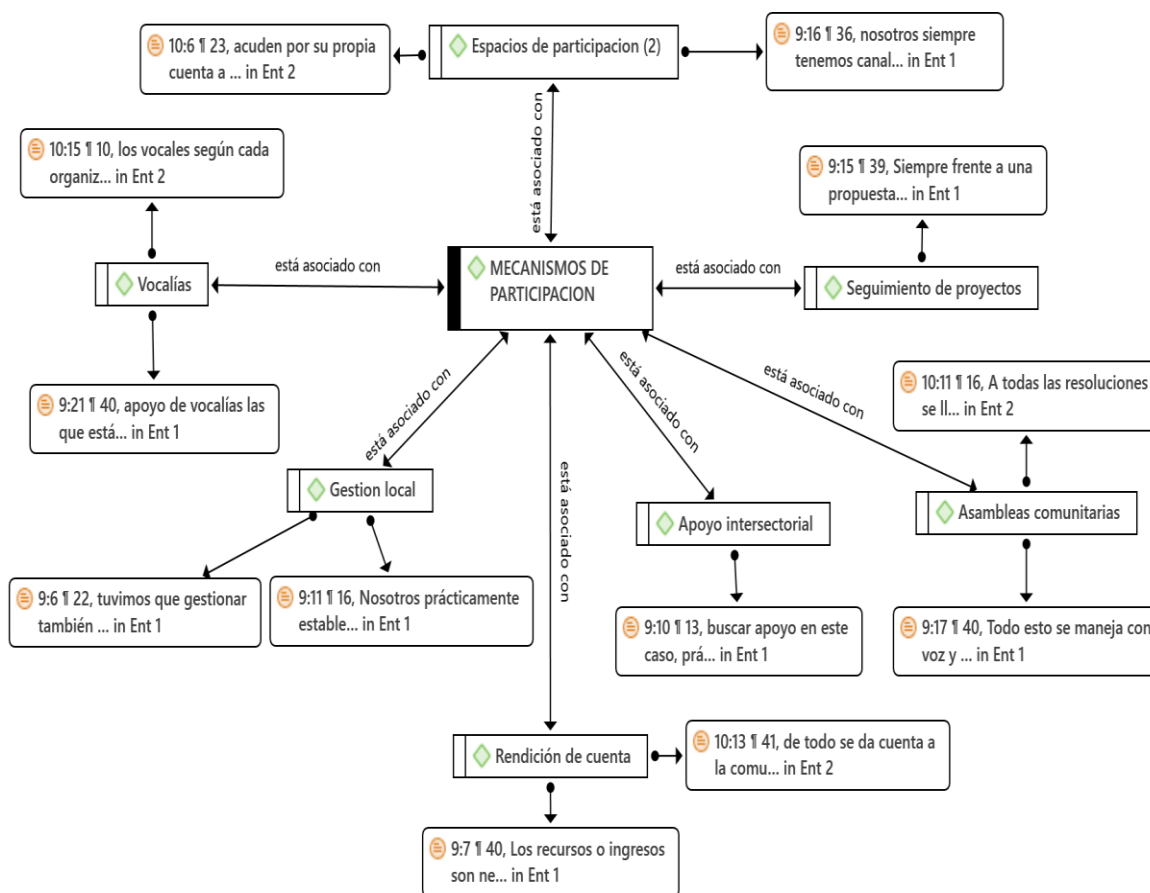 10:6 ¶ 23, acuden por su propia
cuenta a ... in Ent 2
Espacios de participacion (2)
9:16 ¶ 36, nosotros siempre
tenemos canal... in Ent 1
está asociado con
10:15 ¶ 10, los vocales según cada
organiz... in Ent 2
9:15 ¶ 39, Siempre frente a una
propuesta... in Ent 1
Vocalías
está asociado con
MECANISMOS DE
PARTICIPACION
está asociado con
Seguimiento de proyectos
9:21 ¶ 40, apoyo de vocalías las
que está... in Ent 1
está asociado con
está asociado con
está asociado con
está asociado con
10:11 ¶ 16, A todas las resoluciones
se ll... in Ent 2
Gestion local
Apoyo intersectorial
Asambleas comunitarias
9:6 ¶ 22, tuvimos que gestionar
también ... in Ent 1
9:11 ¶ 16, Nosotros prácticamente
estable... in Ent 1
9:10 ¶ 13, buscar apoyo en este
caso, prá... in Ent 1
9:17 ¶ 40, Todo esto se maneja con
voz y ... in Ent 1
Rendición de cuenta
10:13 ¶ 41, de todo se da cuenta a
la comu... in Ent 2
9:7 ¶ 40, Los recursos o ingresos
son ne... in Ent 1